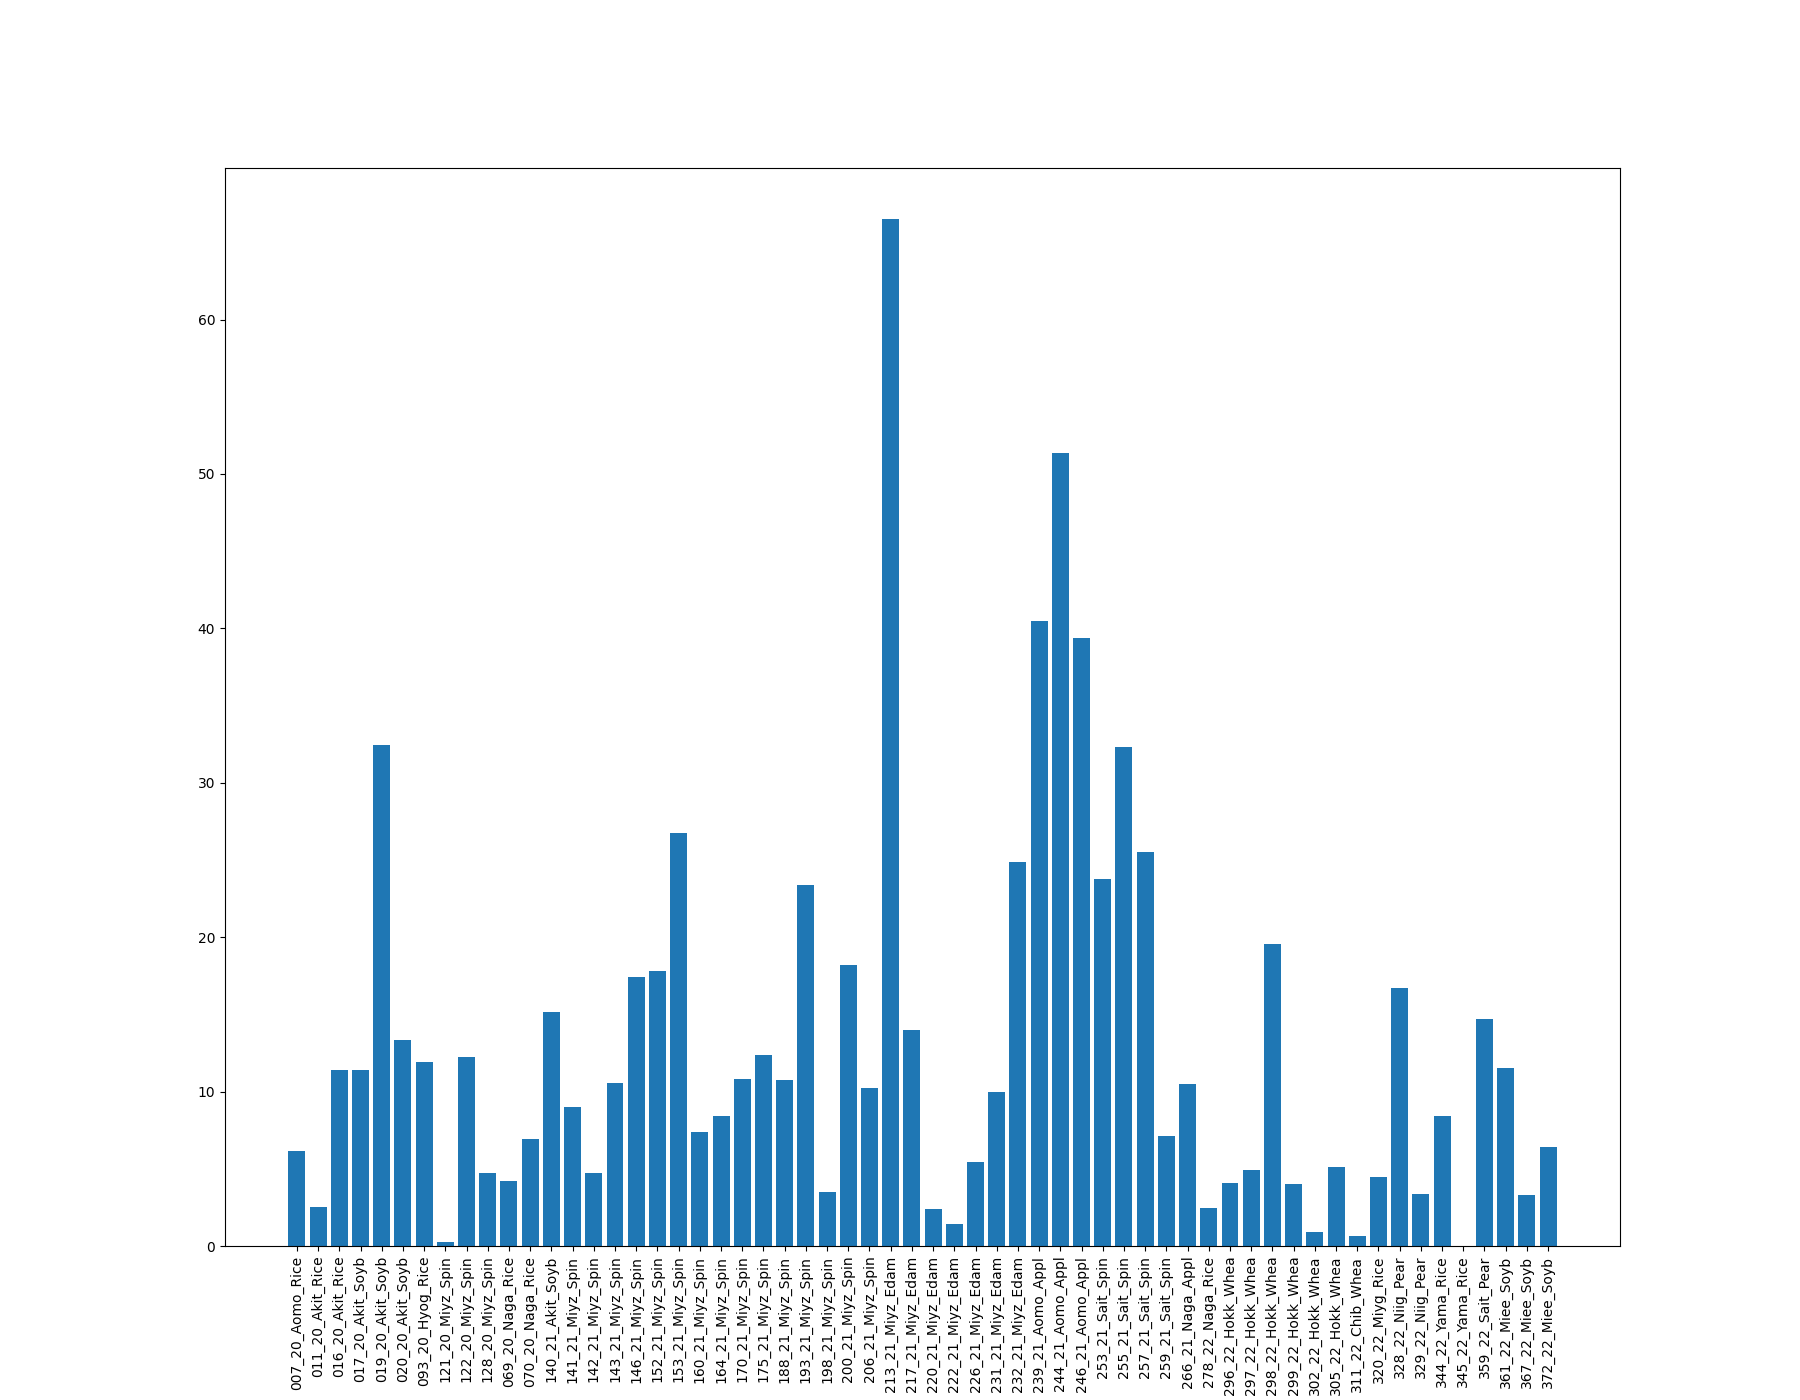 60
50
40
30
20
10
0
007_20_Aomo_Rice
011_20_Akit_Rice
016_20_Akit_Rice
017_20_Akit_Soyb
019_20_Akit_Soyb
020_20_Akit_Soyb
093_20_Hyog_Rice
121_20_Miyz_Spin
122_20_Miyz_Spin
128_20_Miyz_Spin
069_20_Naga_Rice
070_20_Naga_Rice
140_21_Akit_Soyb
141_21_Miyz_Spin
142_21_Miyz_Spin
143_21_Miyz_Spin
146_21_Miyz_Spin
152_21_Miyz_Spin
153_21_Miyz_Spin
160_21_Miyz_Spin
164_21_Miyz_Spin
170_21_Miyz_Spin
175_21_Miyz_Spin
188_21_Miyz_Spin
193_21_Miyz_Spin
198_21_Miyz_Spin
200_21_Miyz_Spin
206_21_Miyz_Spin
213_21_Miyz_Edam
217_21_Miyz_Edam
220_21_Miyz_Edam
222_21_Miyz_Edam
226_21_Miyz_Edam
231_21_Miyz_Edam
232_21_Miyz_Edam
239_21_Aomo_Appl
244_21_Aomo_Appl
246_21_Aomo_Appl
253_21_Sait_Spin
255_21_Sait_Spin
257_21_Sait_Spin
259_21_Sait_Spin
266_21_Naga_Appl
278_22_Naga_Rice
296_22_Hokk_Whea
297_22_Hokk_Whea
298_22_Hokk_Whea
299_22_Hokk_Whea
302_22_Hokk_Whea
305_22_Hokk_Whea
311_22_Chib_Whea
320_22_Miyg_Rice
328_22_Niig_Pear
329_22_Niig_Pear
344_22_Yama_Rice
345_22_Yama_Rice
359_22_Sait_Pear
361_22_Miee_Soyb
367_22_Miee_Soyb
372_22_Miee_Soyb